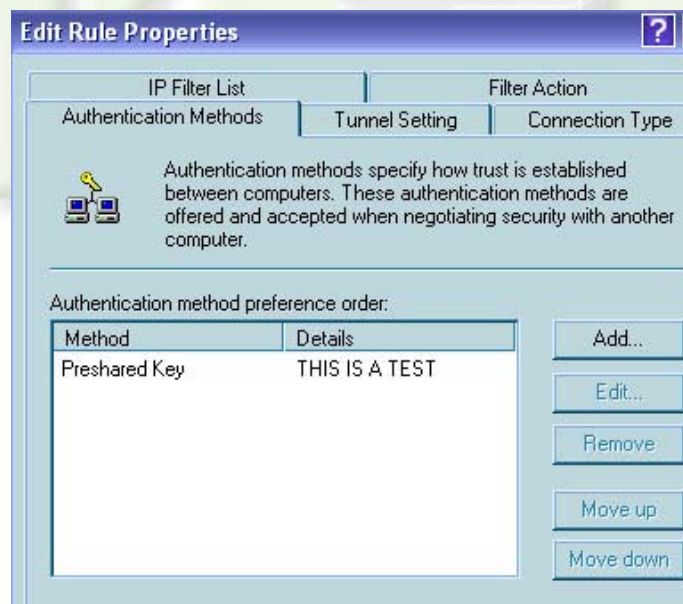 Edit Rule Properties
?
IP Filter List
Filter Action
Authentication Methods
Tunnel Setting
Connection Type
Authentication methods specify how trust is established
between computers. These authentication methods are
offered and accepted when negotiating security with another
computer.
Authentication method preference order:
Method Details
Preshared Key THIS IS A TEST
Add...
Edit...
Remove
Move up
Move down